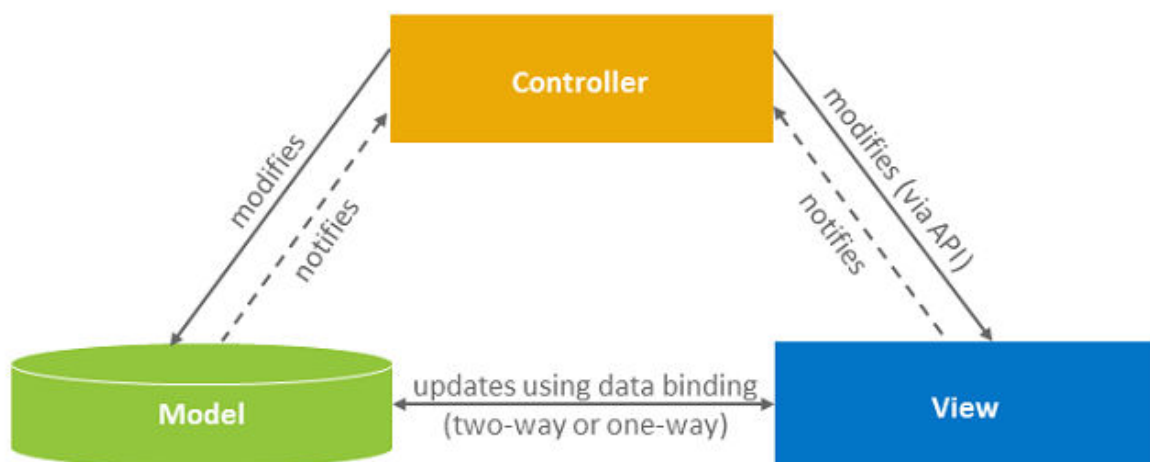 Controller
modifies
notifies
notifies
modifies (via API)
Model
updates using data binding
(two-way or one-way)
View